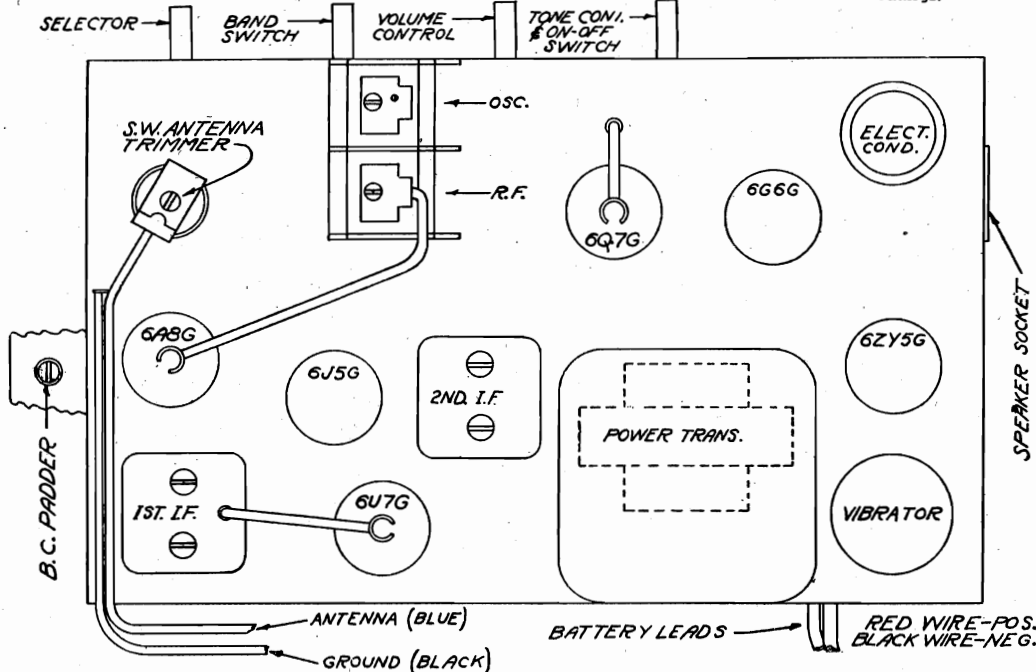 SELECTOR
BAND
SWITCH
VOLUME
CONTROL
TONE CONT.
& ON-OFF
SWITCH
OSC.
S.W. ANTENNA
TRIMMER
ELECT.
COND.
R.F.
6Q7G
6G6G
SPEAKER SOCKET
6A8G
6J5G
2ND. I.F.
POWER TRANS.
6ZY5G
B.C. PADDER
1ST. I.F.
6U7G
VIBRATOR
ANTENNA (BLUE)
GROUND (BLACK)
BATTERY LEADS
RED WIRE-POS.
BLACK WIRE-NEG.